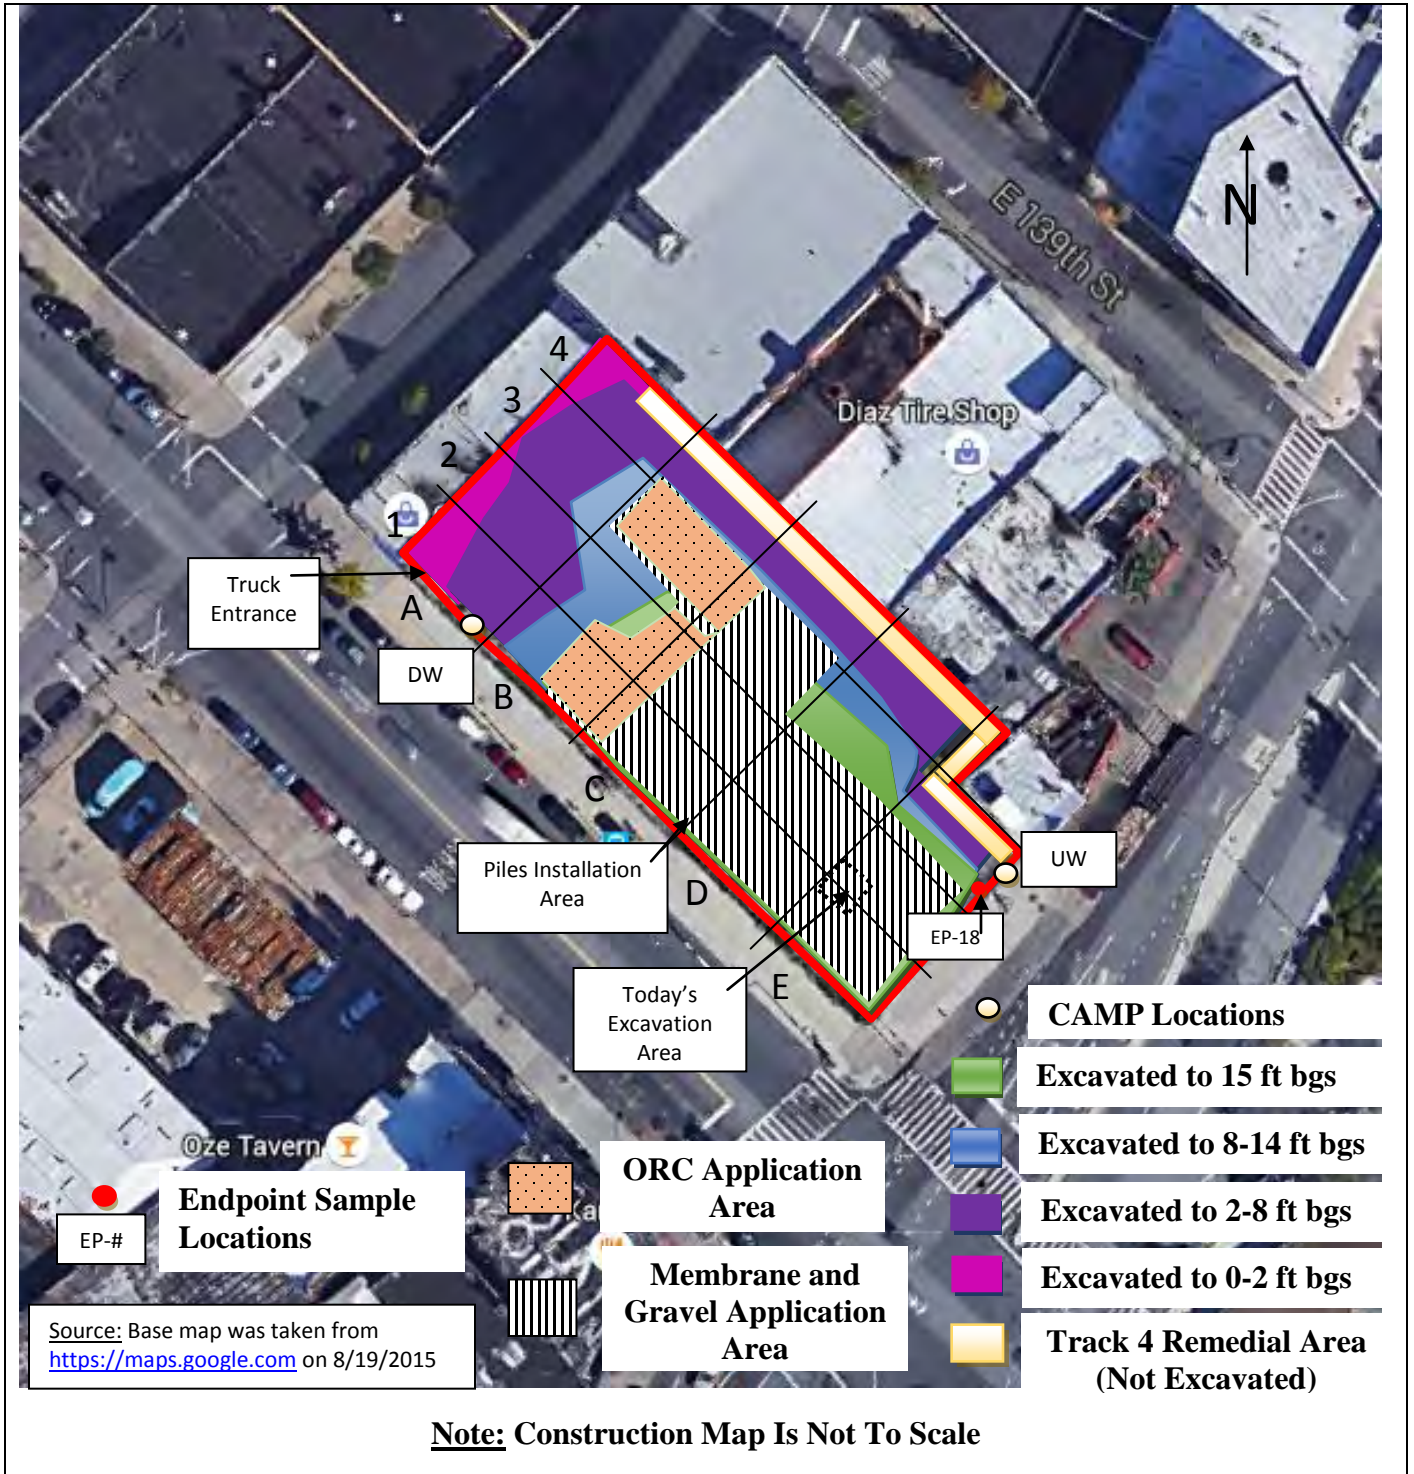 E 139th St
N
4
3
Diaz Tire Shop
2
1
Truck
Entrance
A
DW
B
C
Piles Installation
Area
UW
D
EP-18
E
Today's
Excavation
Area
CAMP Locations
Excavated to 15 ft bgs
Excavated to 8-14 ft bgs
Excavated to 2-8 ft bgs
Excavated to 0-2 ft bgs
Track 4 Remedial Area
(Not Excavated)
Oze Tavern
ORC Application
Area
Endpoint Sample
Locations
EP-#
Membrane and
Gravel Application
Area
Source: Base map was taken from
https://maps.google.com on 8/19/2015
Note: Construction Map Is Not To Scale